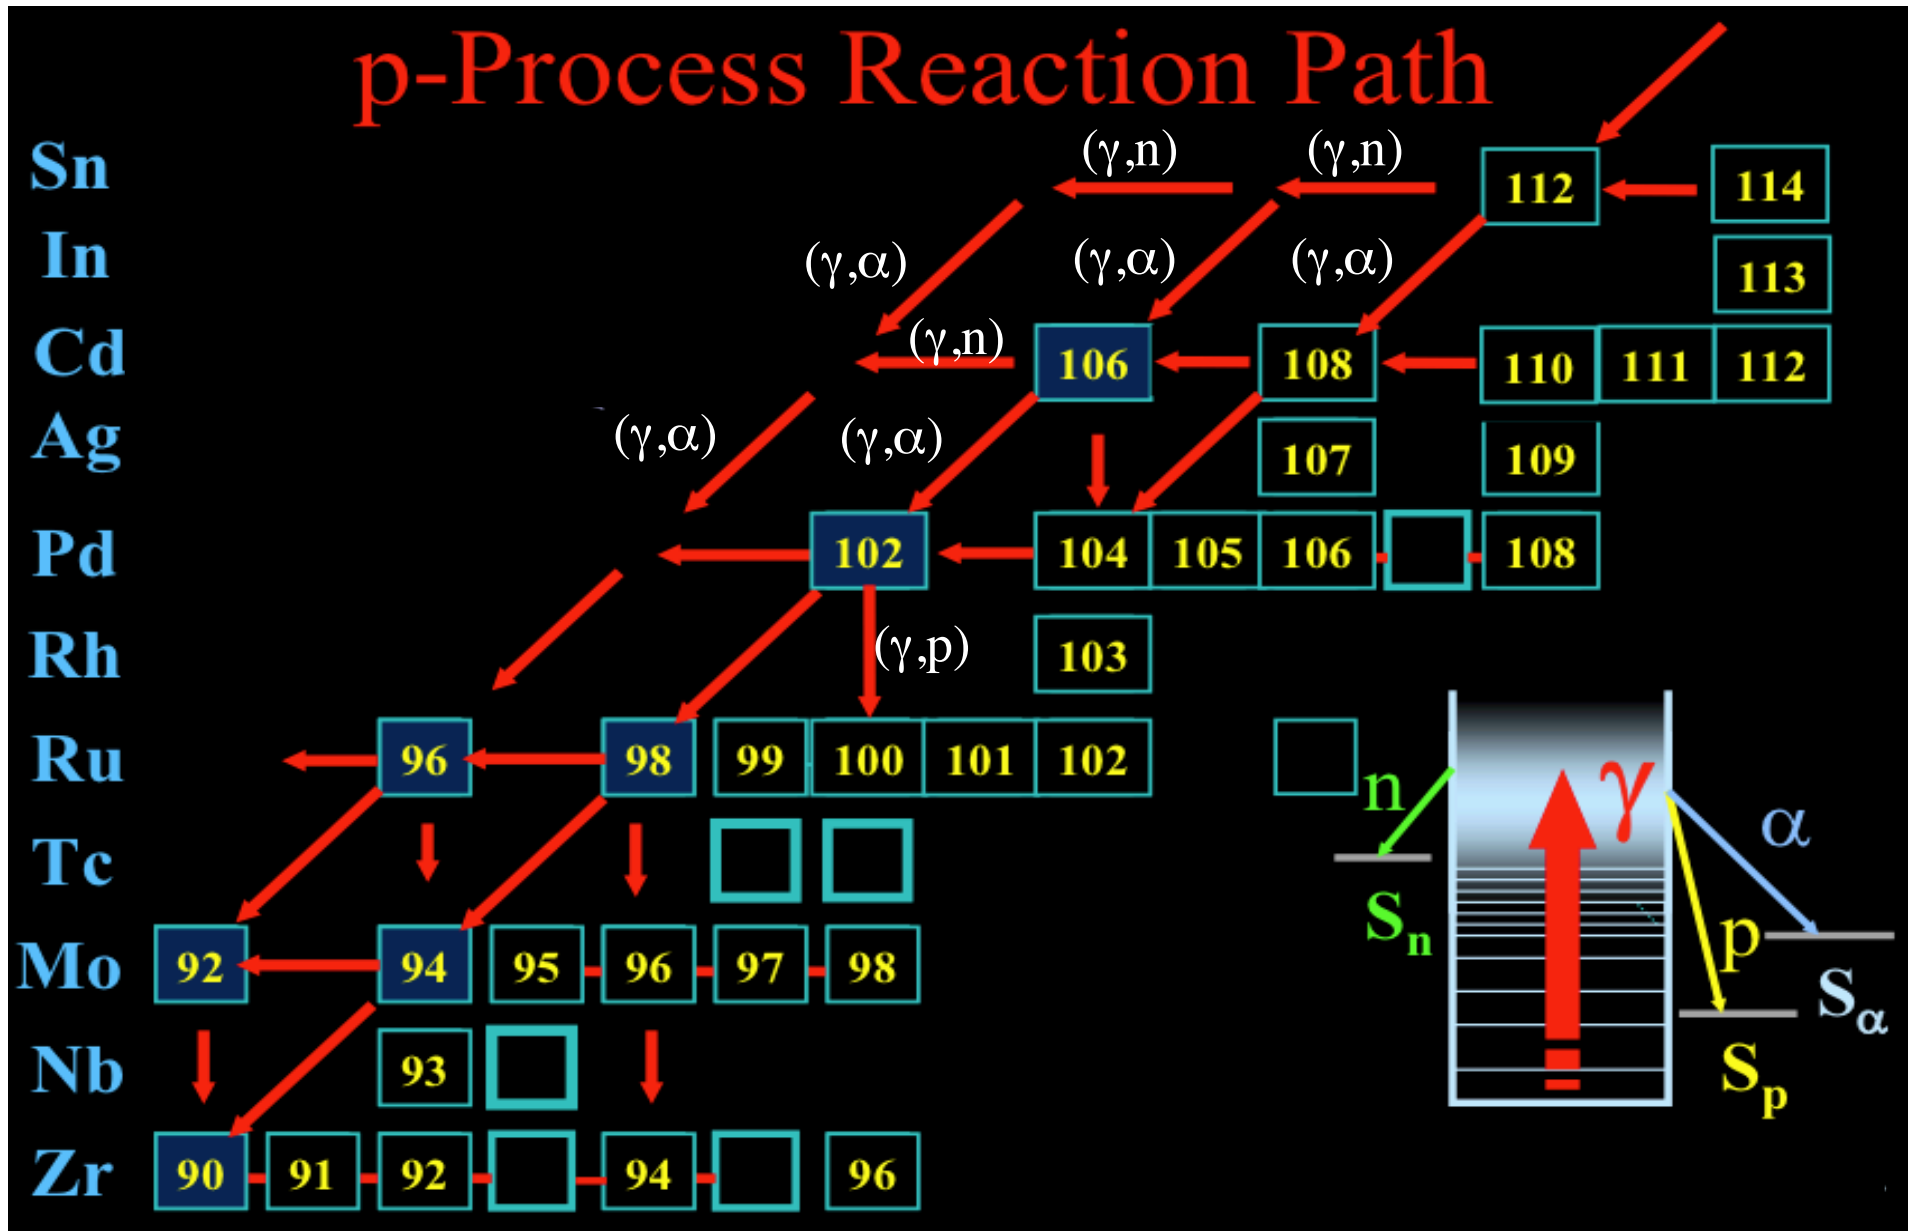 p-Process Reaction Path
(γ,n) (γ,n)
Sn 112 114
In (γ,α) (γ,α) (γ,α) 113
(γ,n)
Cd 106 108 110 111 112
Ag (γ,α) (γ,α) 107 109
Pd 102 104 105 106 108
Rh (γ,p) 103
Ru 96 98 99 100 101 102
n γ α
Tc
Sn p
Mo 92 94 95 96 97 98 Sα
Nb 93 Sp
Zr 90 91 92 94 96